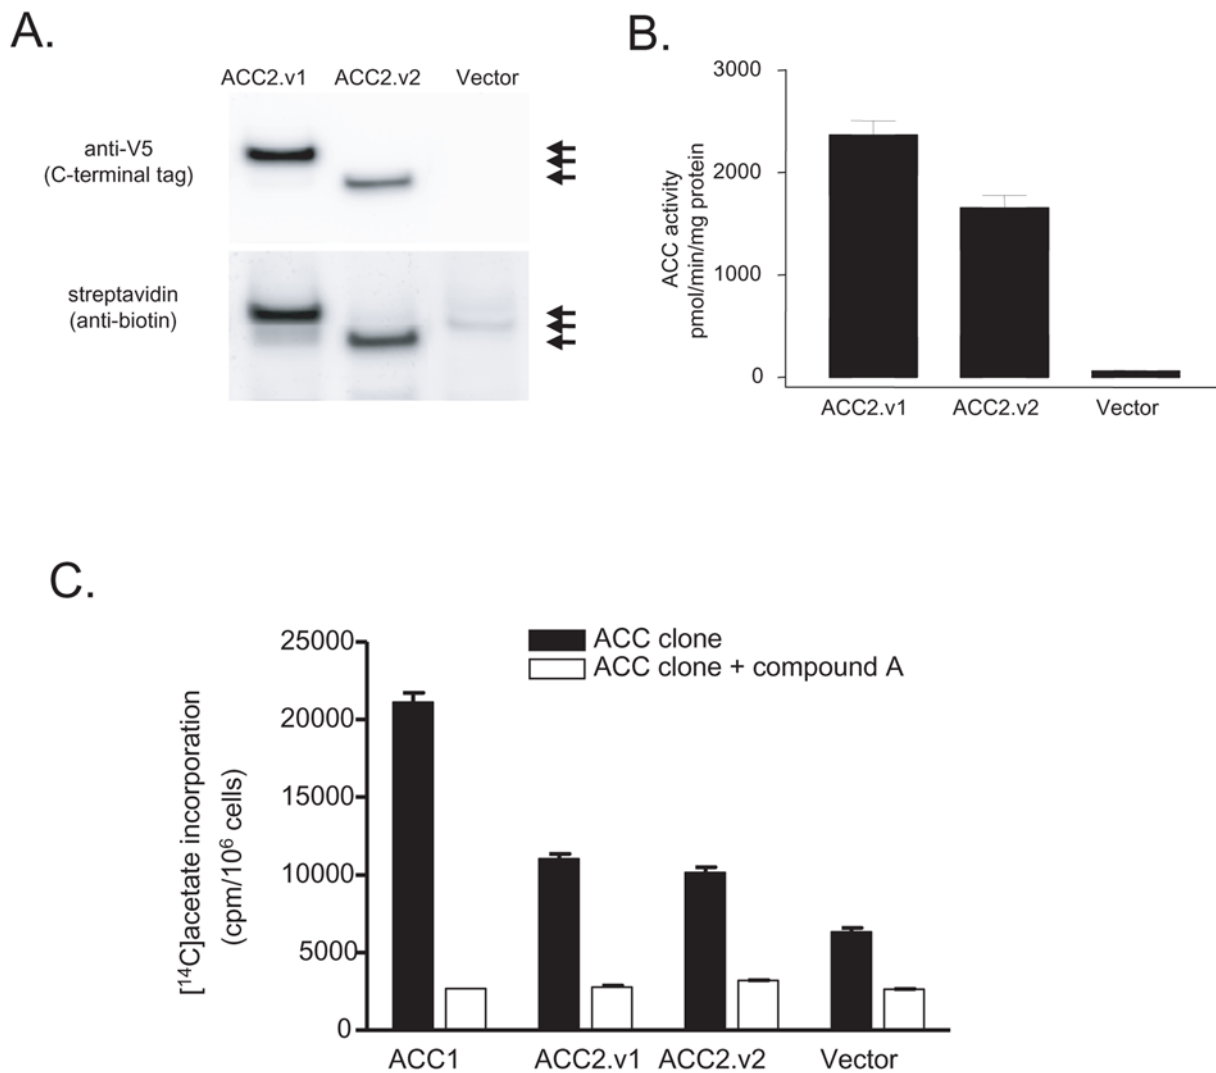 A.
ACC2.v1 ACC2.v2 Vector
anti-V5
(C-terminal tag)
streptavidin
(anti-biotin)
B.
ACC activity
pmol/min/mg protein
3000
2000
1000
0
ACC2.v1 ACC2.v2 Vector
C.
[¹⁴C]acetate incorporation
(cpm/10⁶ cells)
25000
20000
15000
10000
5000
0
ACC clone
ACC clone + compound A
ACC1 ACC2.v1 ACC2.v2 Vector